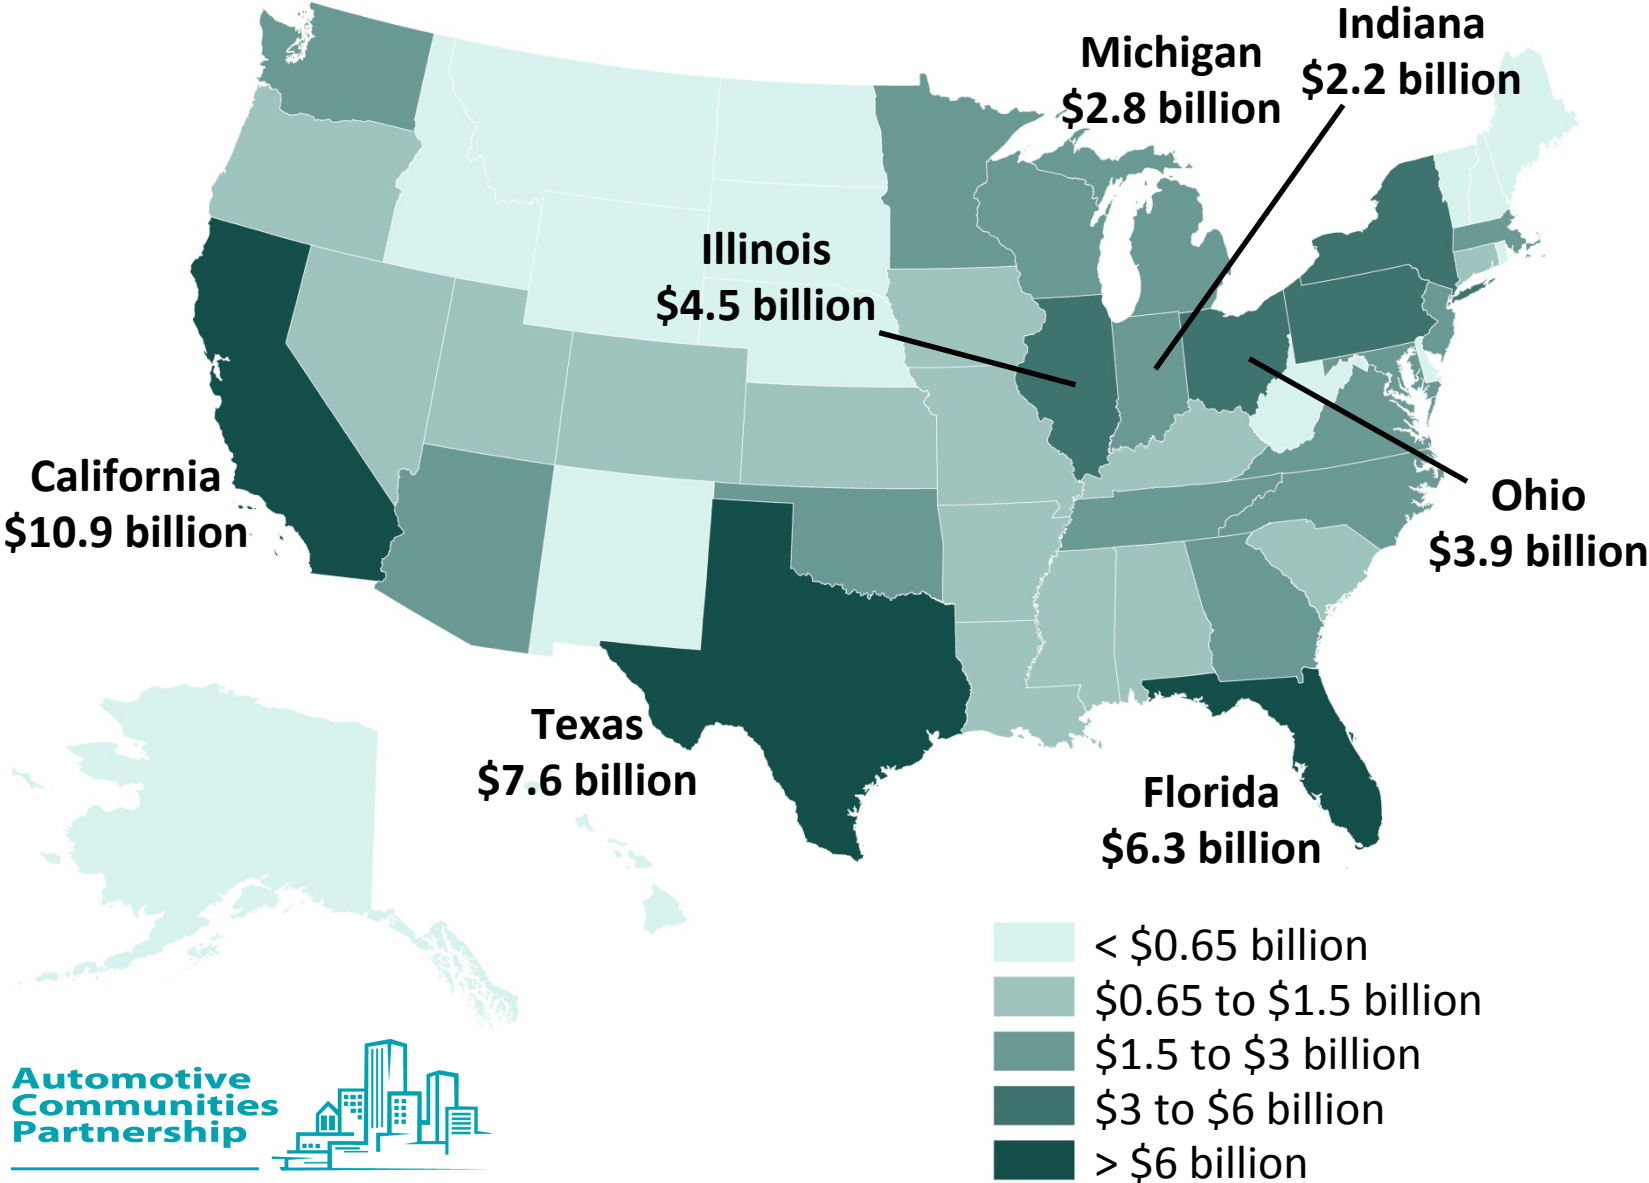 Indiana
$2.2 billion
Michigan
$2.8 billion
Illinois
$4.5 billion
California
$10.9 billion
Ohio
$3.9 billion
Texas
$7.6 billion
Florida
$6.3 billion
< $0.65 billion
$0.65 to $1.5 billion
$1.5 to $3 billion
$3 to $6 billion
> $6 billion
Automotive
Communities
Partnership